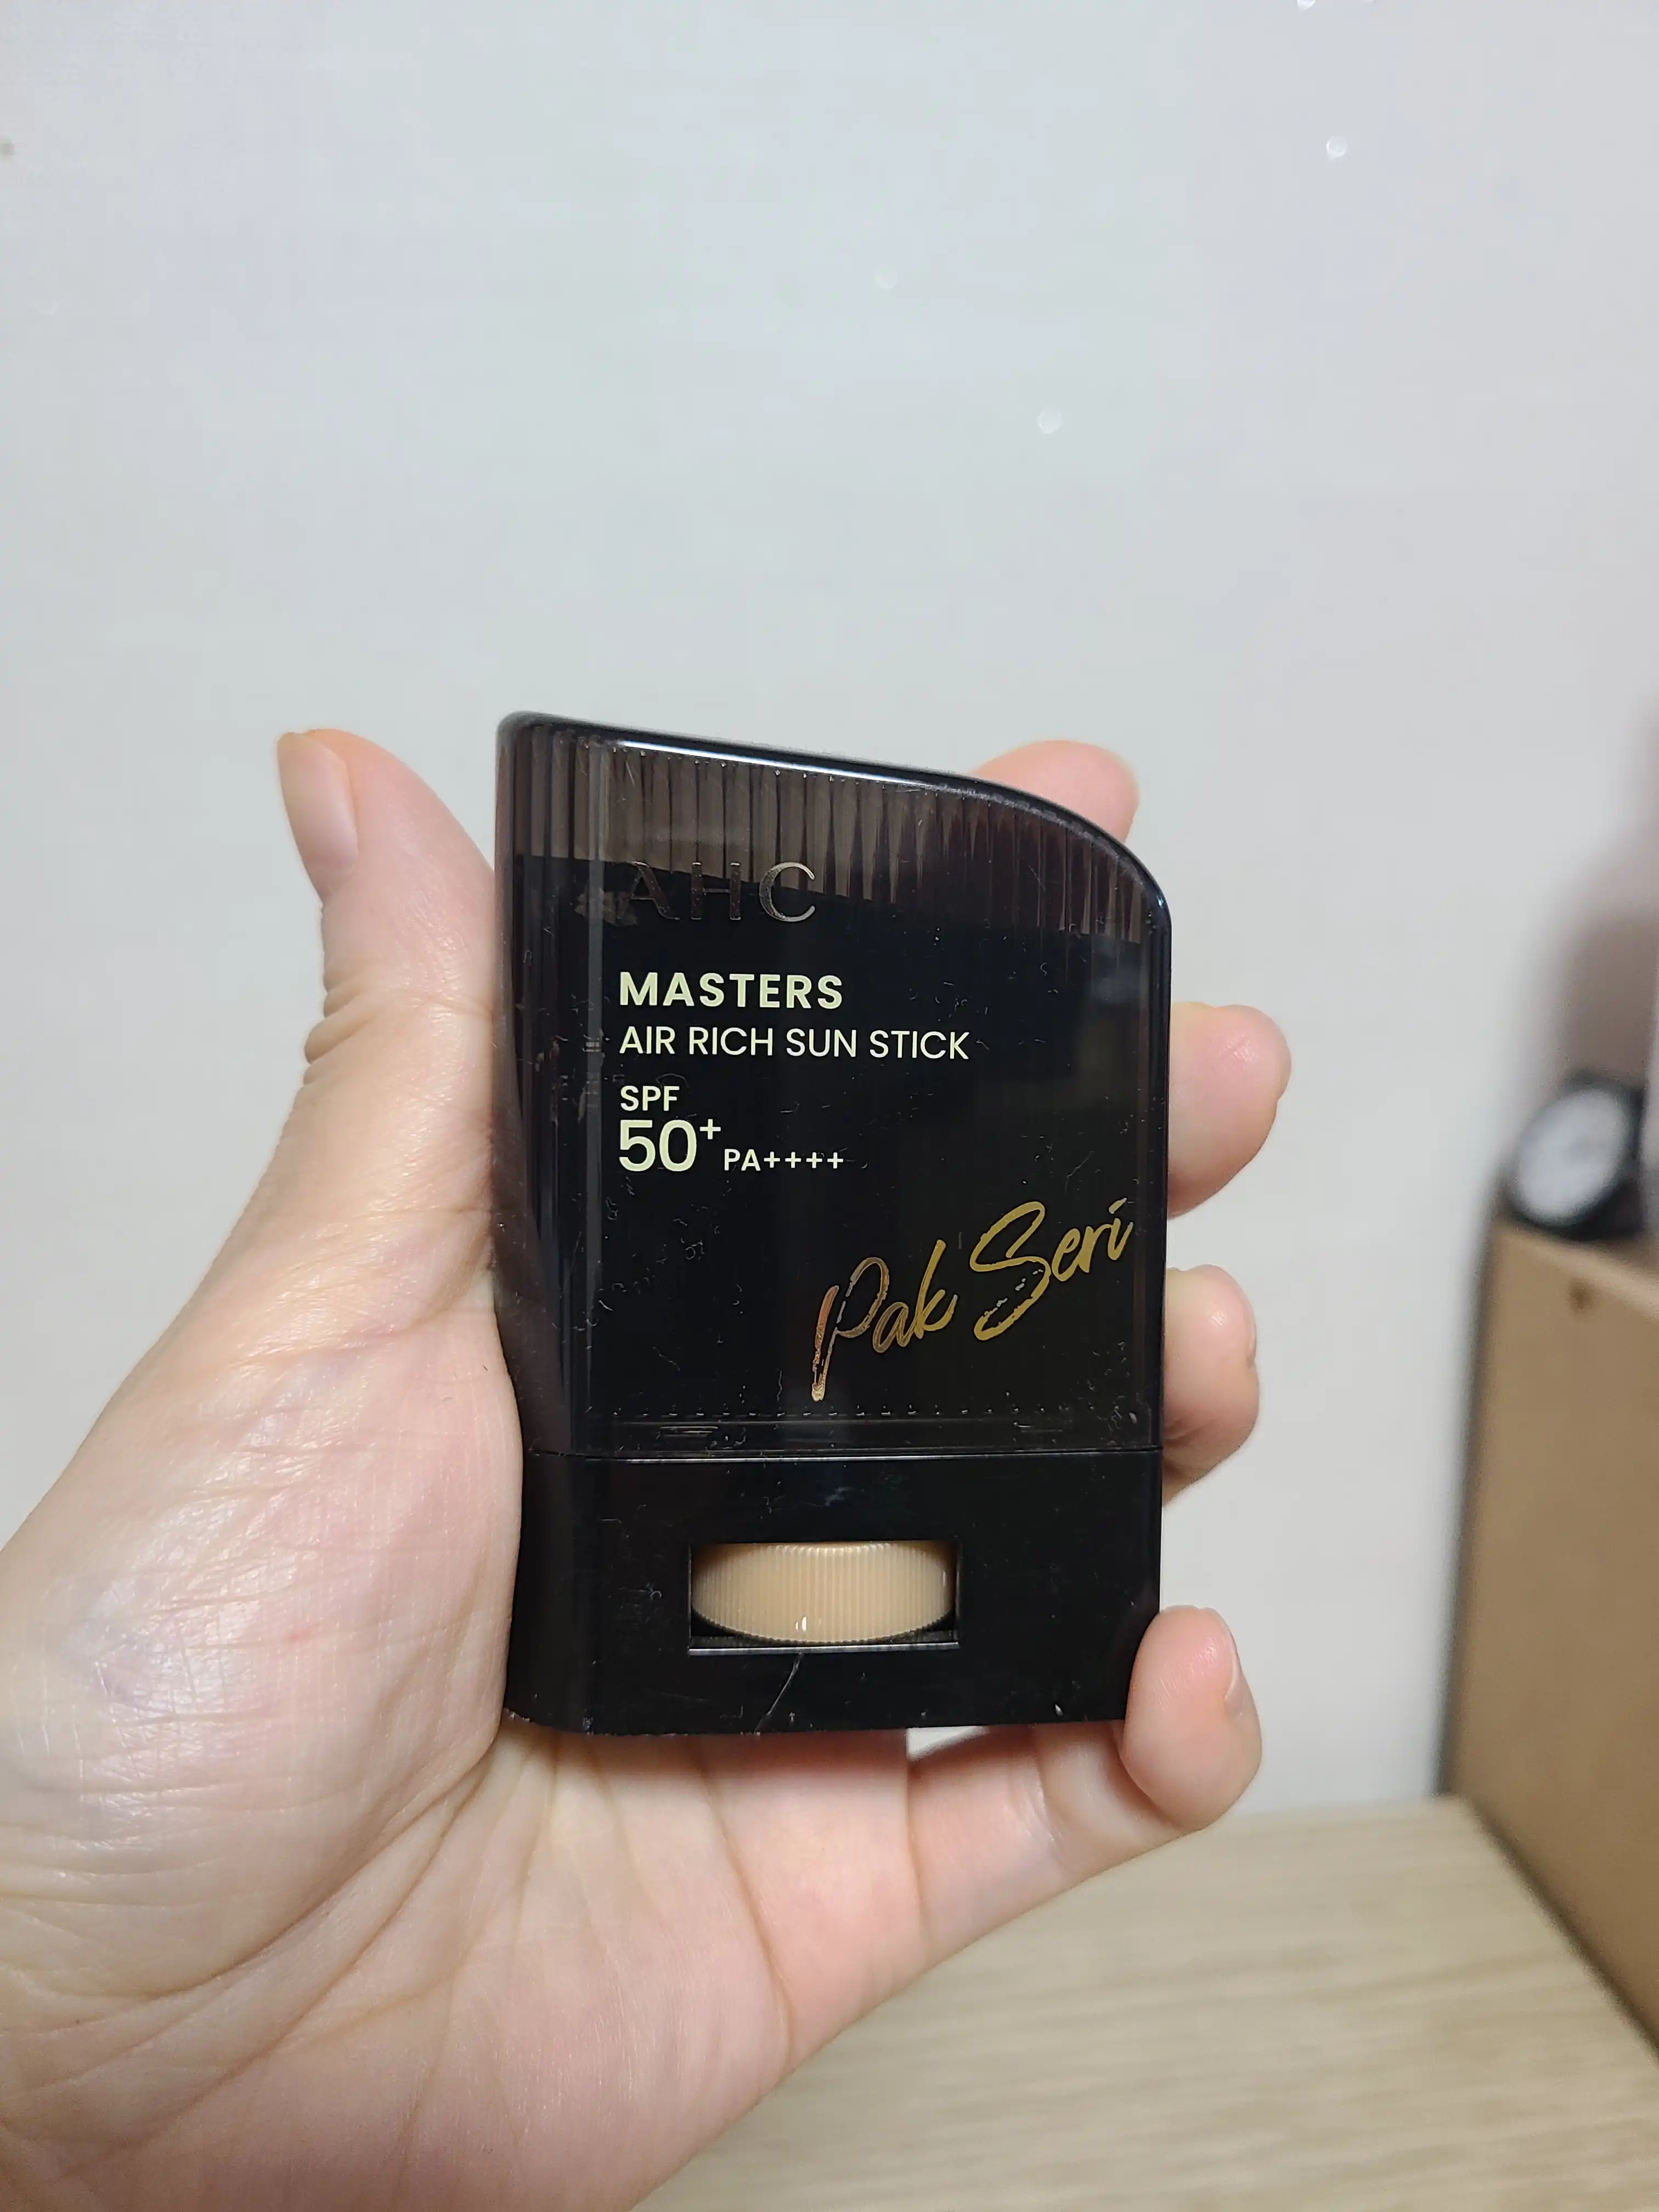 AHC
MASTERS
AIR RICH SUN STICK
SPF
50+ PA++++
Pak Seri